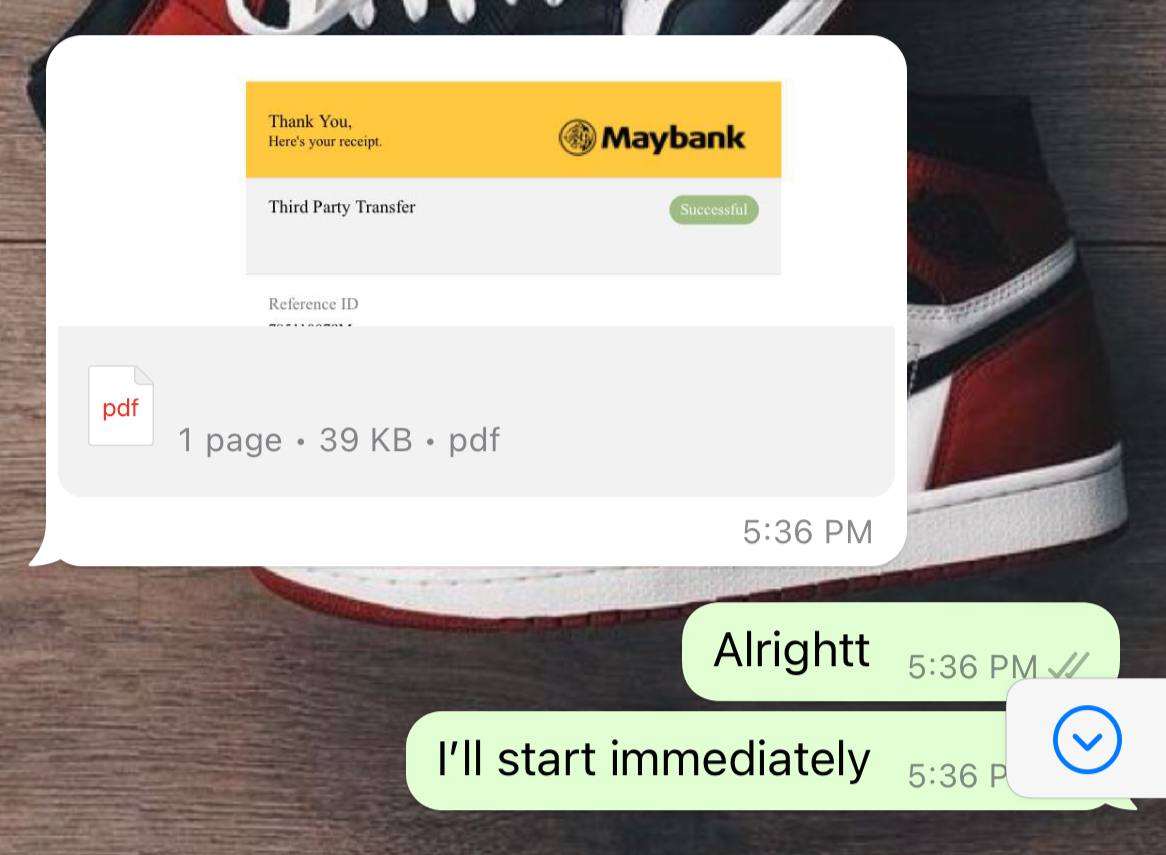 Thank You,
Here's your receipt.
Maybank
Third Party Transfer
Successful
Reference ID
pdf
1 page • 39 KB • pdf
5:36 PM
Alrightt
5:36 PM
I'll start immediately
5:36 P